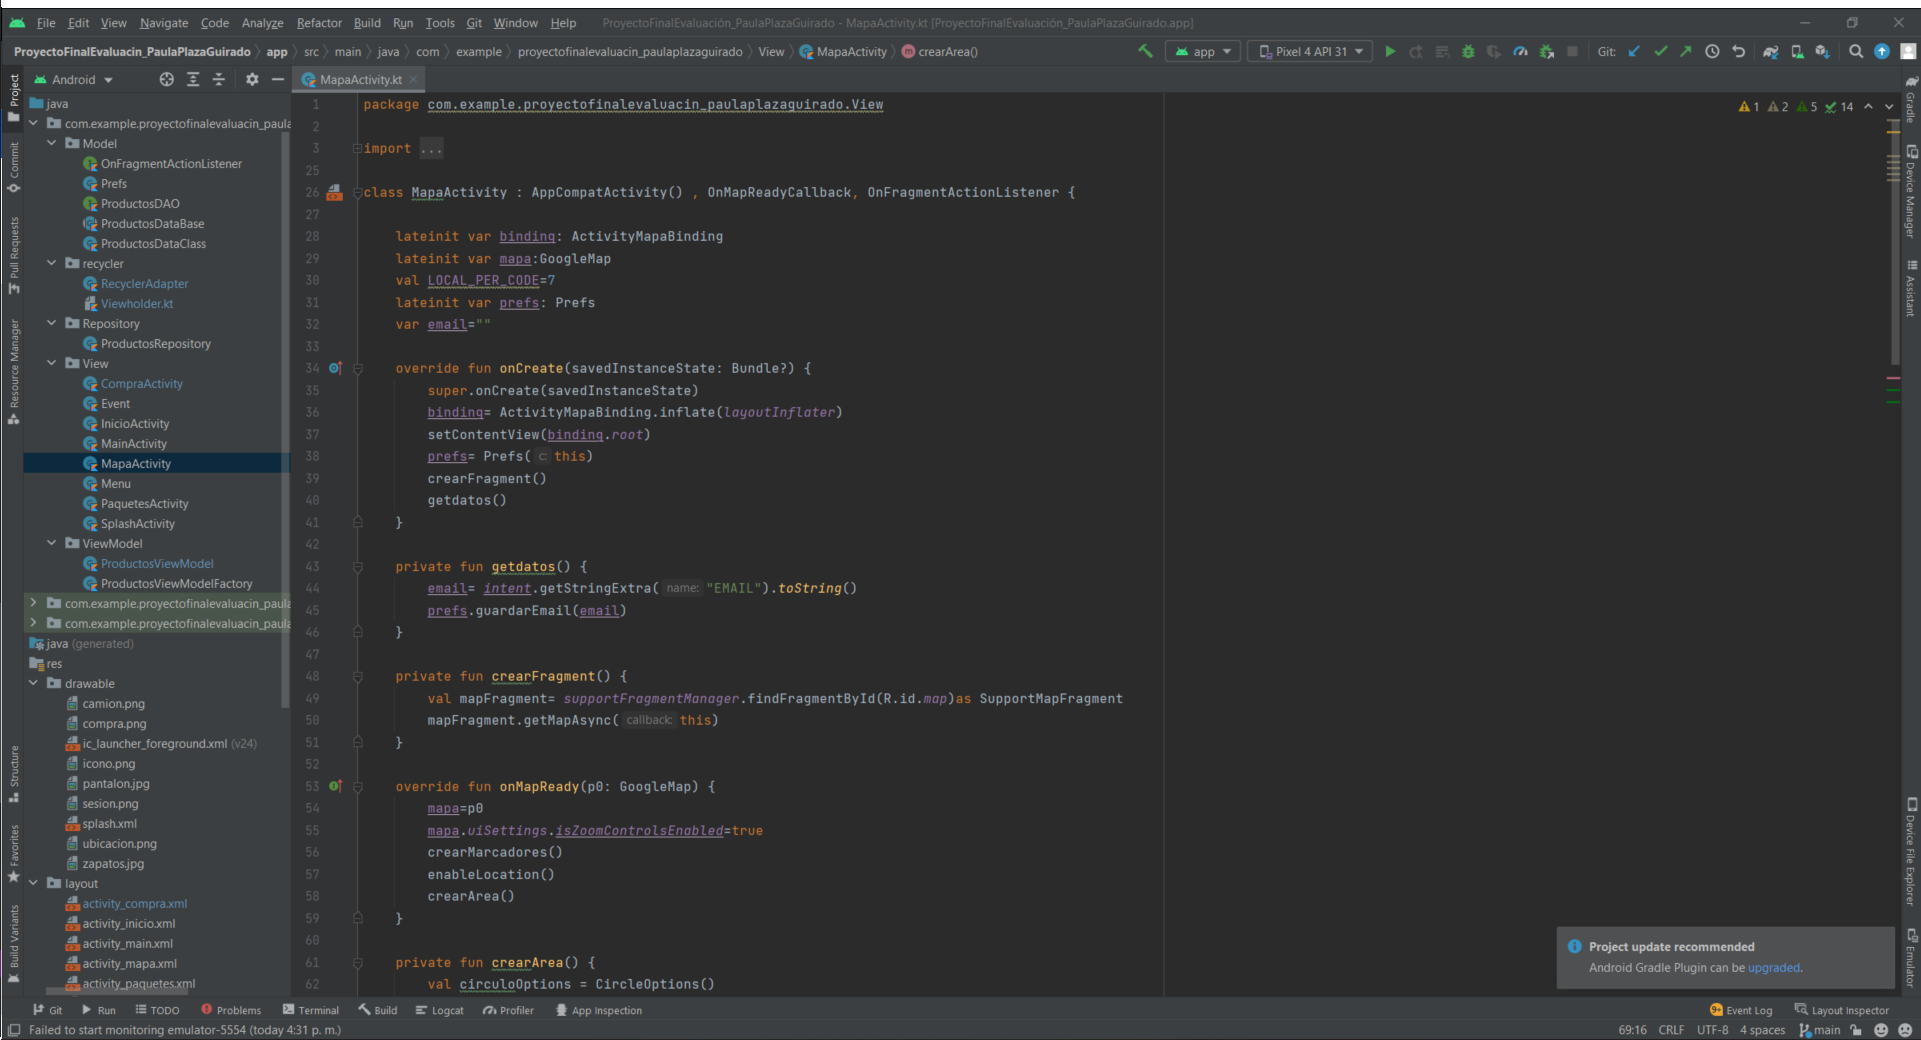 File Edit View Navigate Code Analyze Refactor Build Run Tools Git Window Help ProyectoFinalEvaluación_PaulaPlazaGuirado - MapaActivity.kt [ProyectoFinalEvaluación_PaulaPlazaGuirado.app]
ProyectoFinalEvaluacin_PaulaPlazaGuirado app src main java com example proyectofinalevaluacin_paulaplazaguirado View MapaActivity crearArea() app Pixel 4 API 31 Git:
Android
MapaActivity.kt
Project
Commit
Pull Requests
Resource Manager
Structure
Favorites
Build Variants
java
com.example.proyectofinalevaluacin_paula
Model
OnFragmentActionListener
Prefs
ProductosDAO
ProductosDataBase
ProductosDataClass
recycler
RecyclerAdapter
Viewholder.kt
Repository
ProductosRepository
View
CompraActivity
Event
InicioActivity
MainActivity
MapaActivity
Menu
PaquetesActivity
SplashActivity
ViewModel
ProductosViewModel
ProductosViewModelFactory
com.example.proyectofinalevaluacin_paula
com.example.proyectofinalevaluacin_paula
java (generated)
res
drawable
camion.png
compra.png
ic_launcher_foreground.xml (v24)
icono.png
pantalon.jpg
sesion.png
splash.xml
ubicacion.png
zapatos.jpg
layout
activity_compra.xml
activity_inicio.xml
activity_main.xml
activity_mapa.xml
activity_paquetes.xml
1 package com.example.proyectofinalevaluacin_paulaplazaguirado.View
2
3 import ...
25
26 class MapaActivity : AppCompatActivity() , OnMapReadyCallback, OnFragmentActionListener {
27
28 lateinit var binding: ActivityMapaBinding
29 lateinit var mapa:GoogleMap
30 val LOCAL_PER_CODE=7
31 lateinit var prefs: Prefs
32 var email=""
33
34 override fun onCreate(savedInstanceState: Bundle?) {
35 super.onCreate(savedInstanceState)
36 binding= ActivityMapaBinding.inflate(layoutInflater)
37 setContentView(binding.root)
38 prefs= Prefs( c: this)
39 crearFragment()
40 getdatos()
41 }
42
43 private fun getdatos() {
44 email= intent.getStringExtra( name: "EMAIL").toString()
45 prefs.guardarEmail(email)
46 }
47
48 private fun crearFragment() {
49 val mapFragment= supportFragmentManager.findFragmentById(R.id.map)as SupportMapFragment
50 mapFragment.getMapAsync( callback: this)
51 }
52
53 override fun onMapReady(p0: GoogleMap) {
54 mapa=p0
55 mapa.uiSettings.isZoomControlsEnabled=true
56 crearMarcadores()
57 enableLocation()
58 crearArea()
59 }
60
61 private fun crearArea() {
62 val circuloOptions = CircleOptions()
1 2 5 14
Gradle
Device Manager
Assistant
Device File Explorer
Emulator
Project update recommended
Android Gradle Plugin can be upgraded.
Git Run TODO Problems Terminal Build Logcat Profiler App Inspection 9+ Event Log Layout Inspector
Failed to start monitoring emulator-5554 (today 4:31 p. m.) 69:16 CRLF UTF-8 4 spaces main